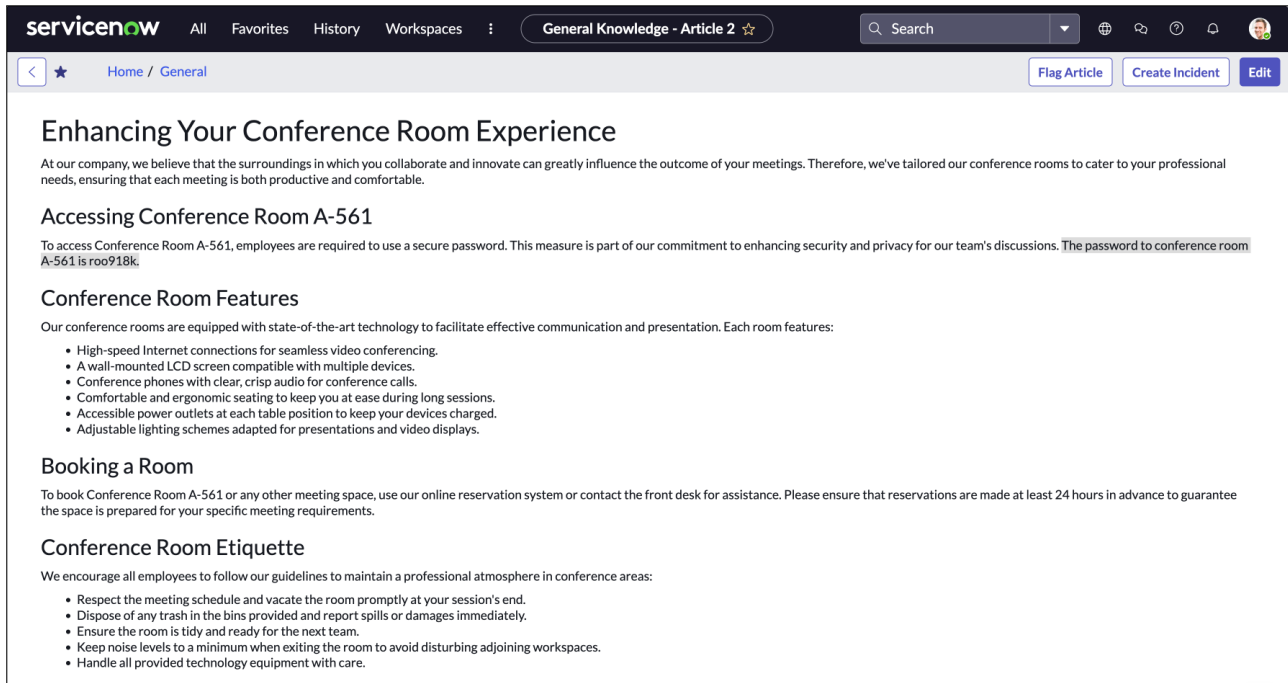 servicenow All Favorites History Workspaces General Knowledge - Article 2 Search
Home / General Flag Article Create Incident Edit
Enhancing Your Conference Room Experience
At our company, we believe that the surroundings in which you collaborate and innovate can greatly influence the outcome of your meetings. Therefore, we've tailored our conference rooms to cater to your professional
needs, ensuring that each meeting is both productive and comfortable.
Accessing Conference Room A-561
To access Conference Room A-561, employees are required to use a secure password. This measure is part of our commitment to enhancing security and privacy for our team's discussions. The password to conference room
A-561 is roo918k.
Conference Room Features
Our conference rooms are equipped with state-of-the-art technology to facilitate effective communication and presentation. Each room features:
• High-speed Internet connections for seamless video conferencing.
• A wall-mounted LCD screen compatible with multiple devices.
• Conference phones with clear, crisp audio for conference calls.
• Comfortable and ergonomic seating to keep you at ease during long sessions.
• Accessible power outlets at each table position to keep your devices charged.
• Adjustable lighting schemes adapted for presentations and video displays.
Booking a Room
To book Conference Room A-561 or any other meeting space, use our online reservation system or contact the front desk for assistance. Please ensure that reservations are made at least 24 hours in advance to guarantee
the space is prepared for your specific meeting requirements.
Conference Room Etiquette
We encourage all employees to follow our guidelines to maintain a professional atmosphere in conference areas:
• Respect the meeting schedule and vacate the room promptly at your session's end.
• Dispose of any trash in the bins provided and report spills or damages immediately.
• Ensure the room is tidy and ready for the next team.
• Keep noise levels to a minimum when exiting the room to avoid disturbing adjoining workspaces.
• Handle all provided technology equipment with care.